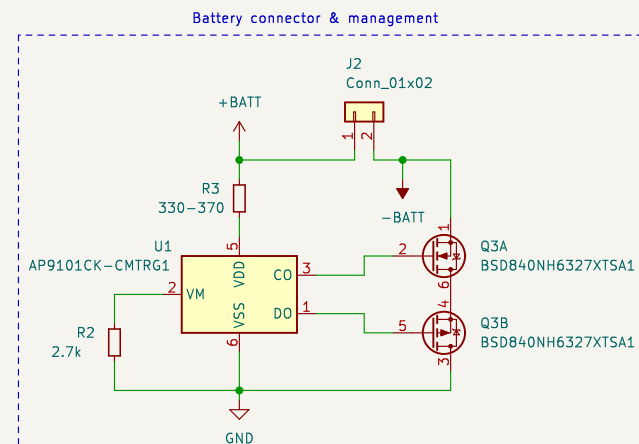 Battery connector & management
J2
Conn_01x02
+BATT
1
2
R3
330-370
-BATT
1
U1
AP9101CK-CMTRG1
5
VDD
2
Q3A
BSD840NH6327XTSA1
CO
3
2
VM
6
4
VSS
DO
1
5
Q3B
BSD840NH6327XTSA1
R2
2.7k
6
3
GND